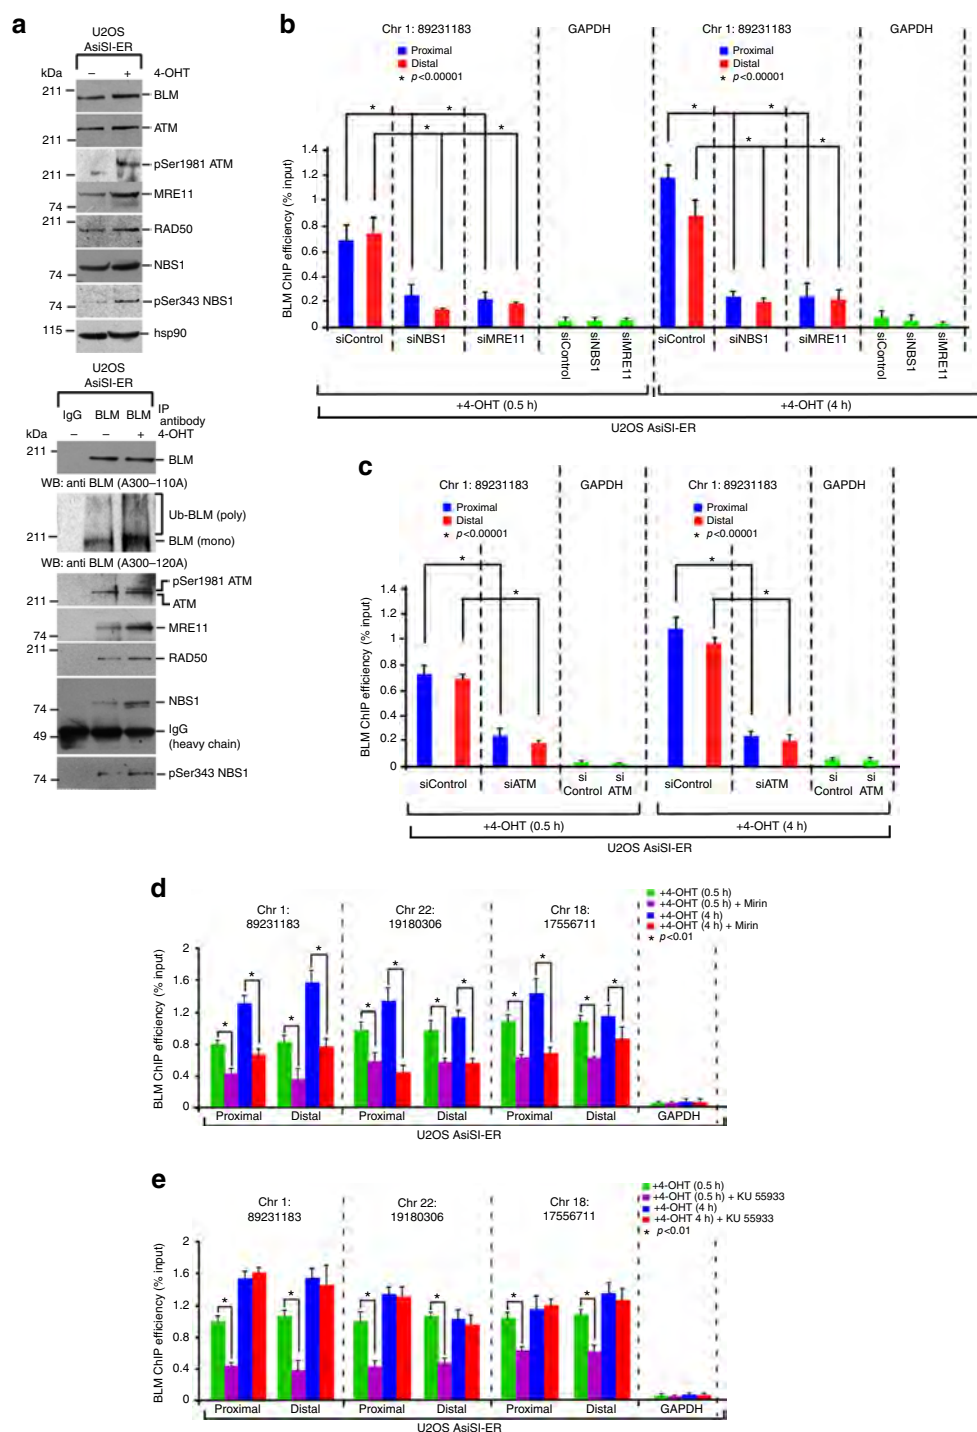 a
U2OS
AsiSI-ER
kDa – + 4-OHT
211 BLM
ATM
211
pSer1981 ATM
211
MRE11
74
211 RAD50
NBS1
74
pSer343 NBS1
74
115 hsp90
U2OS
AsiSI-ER
IgG BLM BLM IP antibody
kDa – – + 4-OHT
211 BLM
WB: anti BLM (A300–110A)
Ub-BLM (poly)
211 BLM (mono)
WB: anti BLM (A300–120A)
pSer1981 ATM
211 ATM
MRE11
74
211
RAD50
NBS1
74
49 IgG
(heavy chain)
pSer343 NBS1
74
b
Chr 1: 89231183 GAPDH Chr 1: 89231183 GAPDH
Proximal Proximal
Distal Distal
* p<0.00001 * p<0.00001
* * * *
* * * *
BLM ChIP efficiency (% input)
1.4
1.2
1
0.8
0.6
0.4
0.2
0
siControl siNBS1 siMRE11 siControl siNBS1 siMRE11 siControl siNBS1 siMRE11 siControl siNBS1 siMRE11
+4-OHT (0.5 h) +4-OHT (4 h)
U2OS AsiSI-ER
c
Chr 1: 89231183 GAPDH Chr 1: 89231183 GAPDH
Proximal Proximal
Distal Distal
* p<0.00001 * p<0.00001
* *
* *
BLM ChIP efficiency (% input)
1.4
1.2
1
0.8
0.6
0.4
0.2
0
siControl siATM si Control si ATM siControl siATM si Control si ATM
+4-OHT (0.5 h) +4-OHT (4 h)
U2OS AsiSI-ER
d
+4-OHT (0.5 h)
+4-OHT (0.5 h) + Mirin
+4-OHT (4 h)
+4-OHT (4 h) + Mirin
* p<0.01
Chr 1: Chr 22: Chr 18:
89231183 19180306 17556711
BLM ChIP efficiency (% input)
2
1.6
1.2
0.8
0.4
0
* * * * * * * * * * * *
Proximal Distal Proximal Distal Proximal Distal GAPDH
U2OS AsiSI-ER
e
+4-OHT (0.5 h)
+4-OHT (0.5 h) + KU 55933
+4-OHT (4 h)
+4-OHT 4 h) + KU 55933
* p<0.01
Chr 1: Chr 22: Chr 18:
89231183 19180306 17556711
BLM ChIP efficiency (% input)
2
1.6
1.2
0.8
0.4
0
* * * * * *
Proximal Distal Proximal Distal Proximal Distal GAPDH
U2OS AsiSI-ER